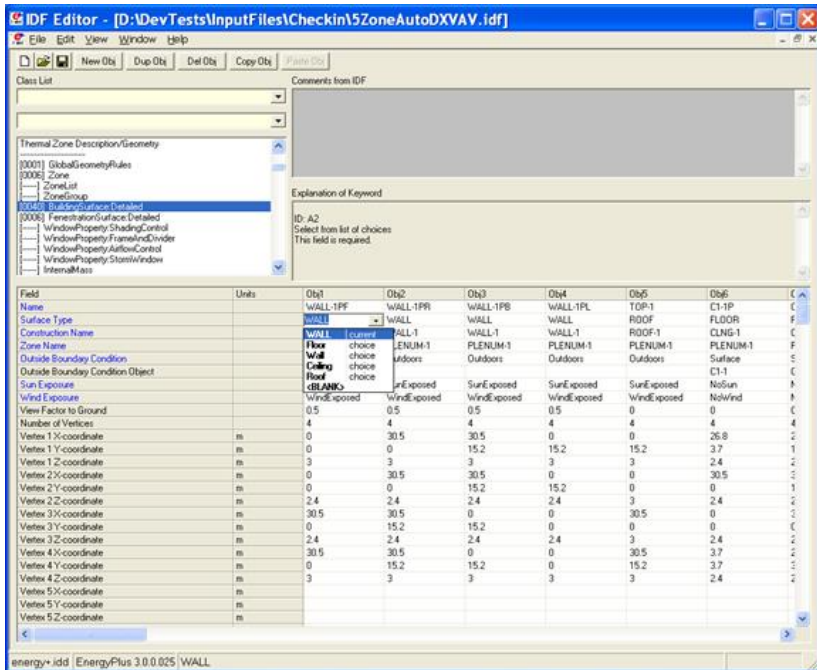 IDF Editor - [D:\DevTests\InputFiles\Checkin\5ZoneAutoDXVAV.idf]
File Edit View Window Help
New Obj Dup Obj Del Obj Copy Obj Paste Obj
Class List
Comments from IDF
Thermal Zone Description/Geometry
[0001] GlobalGeometryRules
[0006] Zone
[------] ZoneList
[------] ZoneGroup
[0040] BuildingSurface:Detailed
[0006] FenestrationSurface:Detailed
[------] WindowProperty:ShadingControl
[------] WindowProperty:FrameAndDivider
[------] WindowProperty:AirflowControl
[------] WindowProperty:StormWindow
[------] InternalMass
Explanation of Keyword
ID: A2
Select from list of choices
This field is required.
Field Units Obj1 Obj2 Obj3 Obj4 Obj5 Obj6
Name WALL-1PF WALL-1PR WALL-1PB WALL-1PL TOP-1 C1-1P
Surface Type WALL WALL WALL WALL ROOF FLOOR
Construction Name WALL-1 WALL-1 WALL-1 ROOF-1 CLNG-1
Zone Name PLENUM-1 PLENUM-1 PLENUM-1 PLENUM-1 PLENUM-1
Outside Boundary Condition Outdoors Outdoors Outdoors Outdoors Surface
Outside Boundary Condition Object C1-1
Sun Exposure SunExposed SunExposed SunExposed SunExposed NoSun
Wind Exposure WindExposed WindExposed WindExposed WindExposed WindExposed NoWind
WALL current
Floor choice
Wall choice
Ceiling choice
Roof choice
<BLANK>
View Factor to Ground 0.5 0.5 0.5 0.5 0 0
Number of Vertices 4 4 4 4 4 4
Vertex 1 X-coordinate m 0 30.5 30.5 0 0 26.8
Vertex 1 Y-coordinate m 0 0 15.2 15.2 15.2 3.7
Vertex 1 Z-coordinate m 3 3 3 3 3 2.4
Vertex 2 X-coordinate m 0 30.5 30.5 0 0 30.5
Vertex 2 Y-coordinate m 0 0 15.2 15.2 0 0
Vertex 2 Z-coordinate m 2.4 2.4 2.4 2.4 3 2.4
Vertex 3 X-coordinate m 30.5 30.5 0 0 30.5 0
Vertex 3 Y-coordinate m 0 15.2 15.2 0 0 0
Vertex 3 Z-coordinate m 2.4 2.4 2.4 2.4 3 2.4
Vertex 4 X-coordinate m 30.5 30.5 0 0 30.5 3.7
Vertex 4 Y-coordinate m 0 15.2 15.2 0 15.2 3.7
Vertex 4 Z-coordinate m 3 3 3 3 3 2.4
Vertex 5 X-coordinate m
Vertex 5 Y-coordinate m
Vertex 5 Z-coordinate m
energy+.idd EnergyPlus 3.0.0.025 WALL